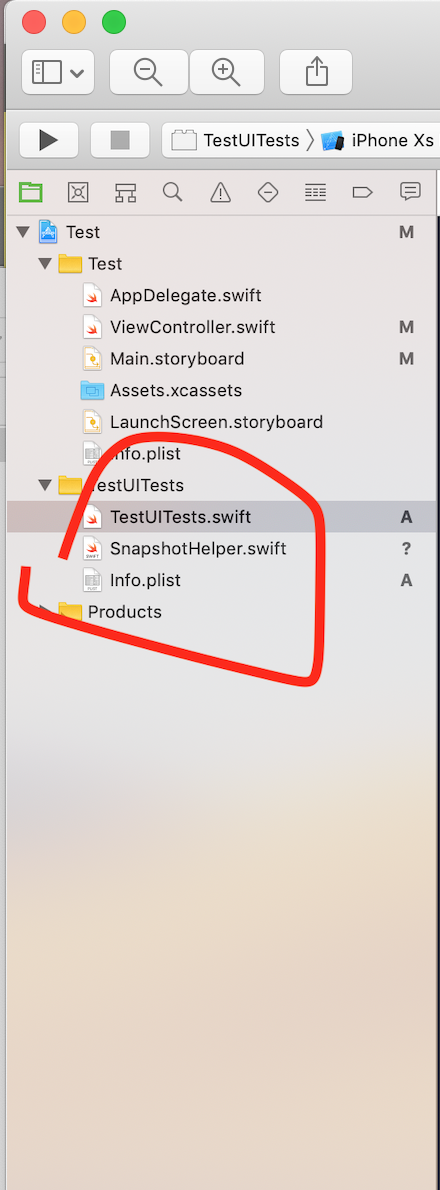 TestUITests iPhone Xs
Test M
Test
AppDelegate.swift
ViewController.swift M
Main.storyboard M
Assets.xcassets
LaunchScreen.storyboard
Info.plist
TestUITests
TestUITests.swift A
SnapshotHelper.swift ?
Info.plist A
Products